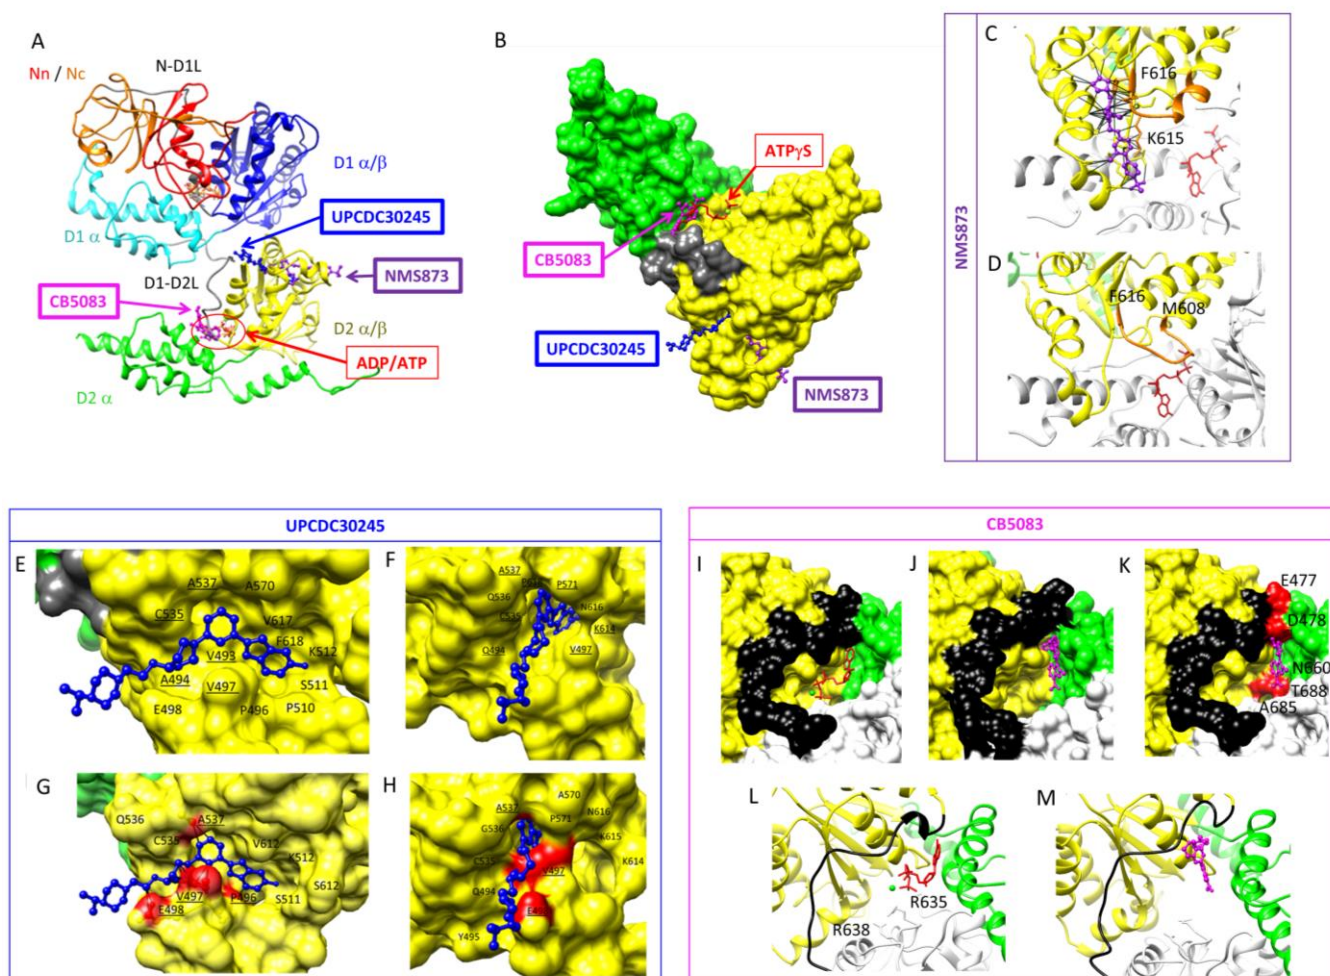 A
Nn / Nc
N-D1L
D1 α/β
UPCDC30245
D1 α
D1-D2L
NMS873
CB5083
D2 α/β
ADP/ATP
D2 α
B
ATPγS
CB5083
UPCDC30245
NMS873
NMS873
C
F616
K615
D
F616
M608
UPCDC30245
E
A537
A570
C535
V617
F618
V493
K512
A494
V497
S511
E498
P496
P510
F
A537
P571
Q536
N616
C535
K614
Q494
V497
G
Q536
A537
C535
V612
K512
S612
V497
P496
S511
E498
H
A537
A570
G536
P571
N616
K615
C535
K614
V497
Q494
Y495
CB5083
I
J
K
E477
D478
N660
T688
A685
L
R635
R638
M